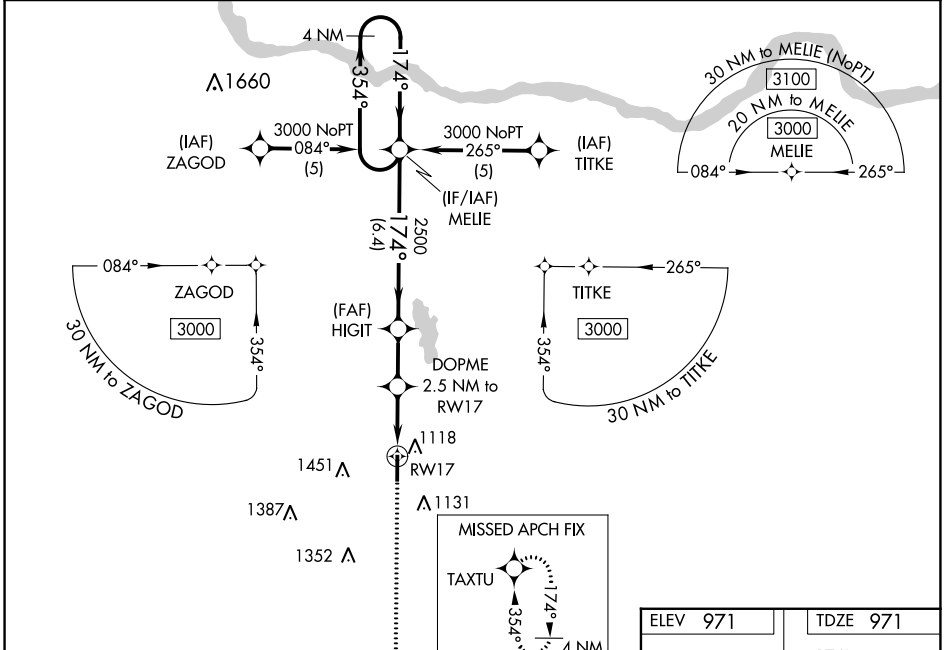 4 NM
174°
354°
1660
30 NM to MELIE (NoPT)
3100
20 NM to MELIE
3000
MELIE
084°
265°
(IAF)
ZAGOD
3000 NoPT
084°
(5)
3000 NoPT
265°
(5)
(IAF)
TITKE
(IF/IAF)
MELIE
2500
174°
(6.4)
084°
ZAGOD
3000
354°
30 NM to ZAGOD
265°
TITKE
3000
354°
30 NM to TITKE
(FAF)
HIGIT
DOPME
2.5 NM to
RW17
1118
RW17
1451
1387
1131
1352
MISSED APCH FIX
TAXTU
174°
354°
4 NM
ELEV 971
TDZE 971